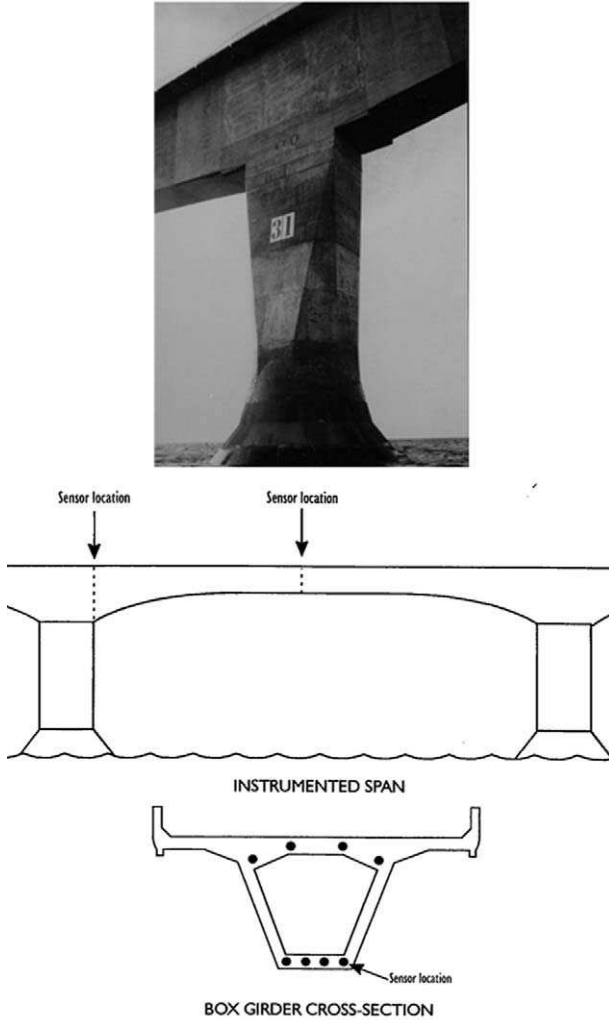 31
Sensor location
Sensor location
INSTRUMENTED SPAN
Sensor location
BOX GIRDER CROSS-SECTION